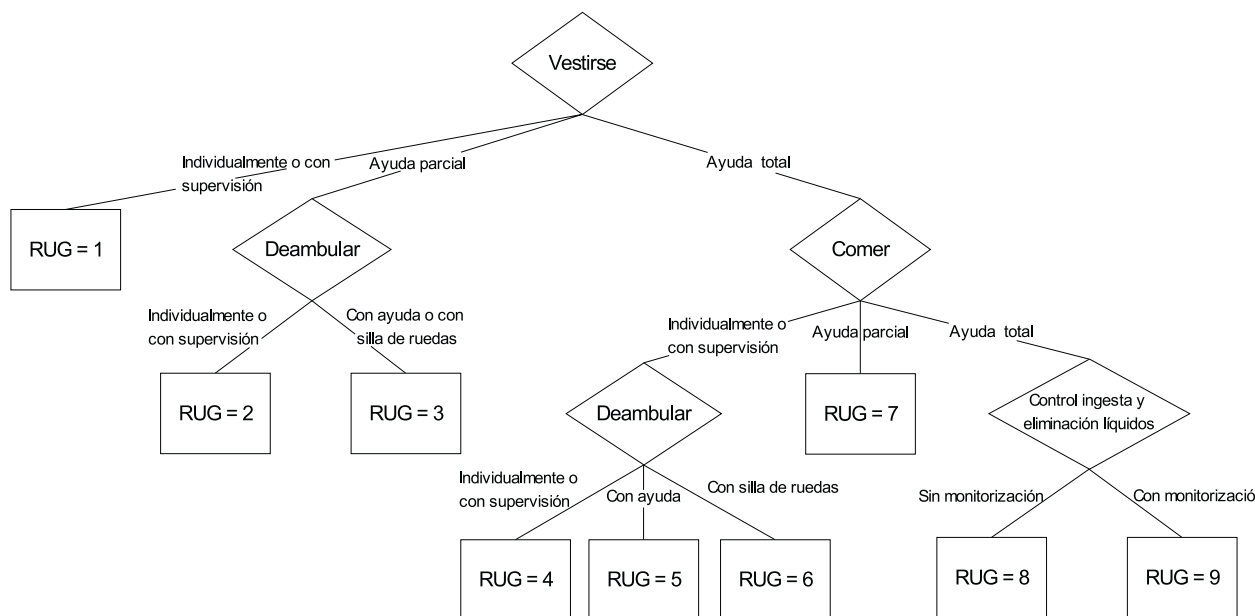 Vestirse
Individualmente o con
supervisión
Ayuda parcial
Ayuda total
RUG = 1
Deambular
Comer
Individualmente o
con supervisión
Con ayuda o con
silla de ruedas
Individualmente o
con supervisión
Ayuda parcial
Ayuda total
RUG = 2
RUG = 3
Deambular
RUG = 7
Control ingesta y
eliminación líquidos
Individualmente o
con supervisión
Con ayuda
Con silla de ruedas
Sin monitorización
Con monitorizació
RUG = 4
RUG = 5
RUG = 6
RUG = 8
RUG = 9